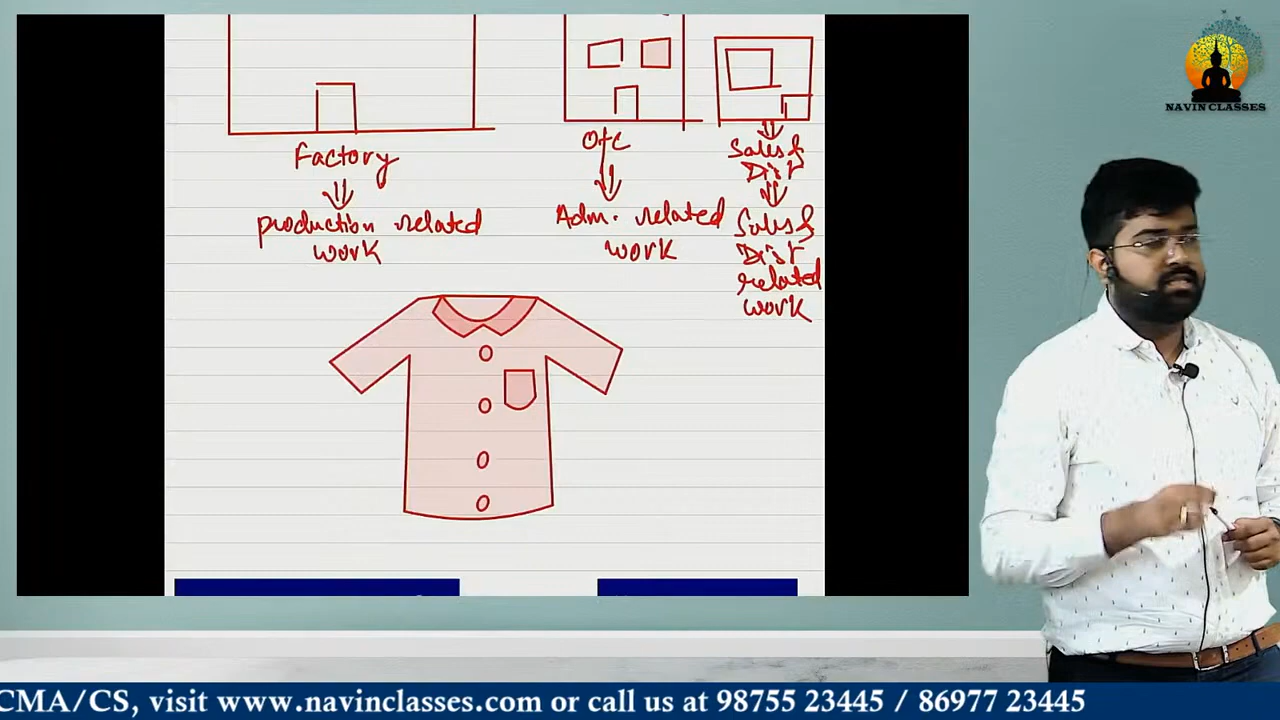 NAVIN CLASSES
Factory
production related
work
Ofc
Adm. related
work
Sales &
Dist
Sales &
Dist
related
work
CMA/CS, visit www.navinclasses.com or call us at 98755 23445 / 86977 23445